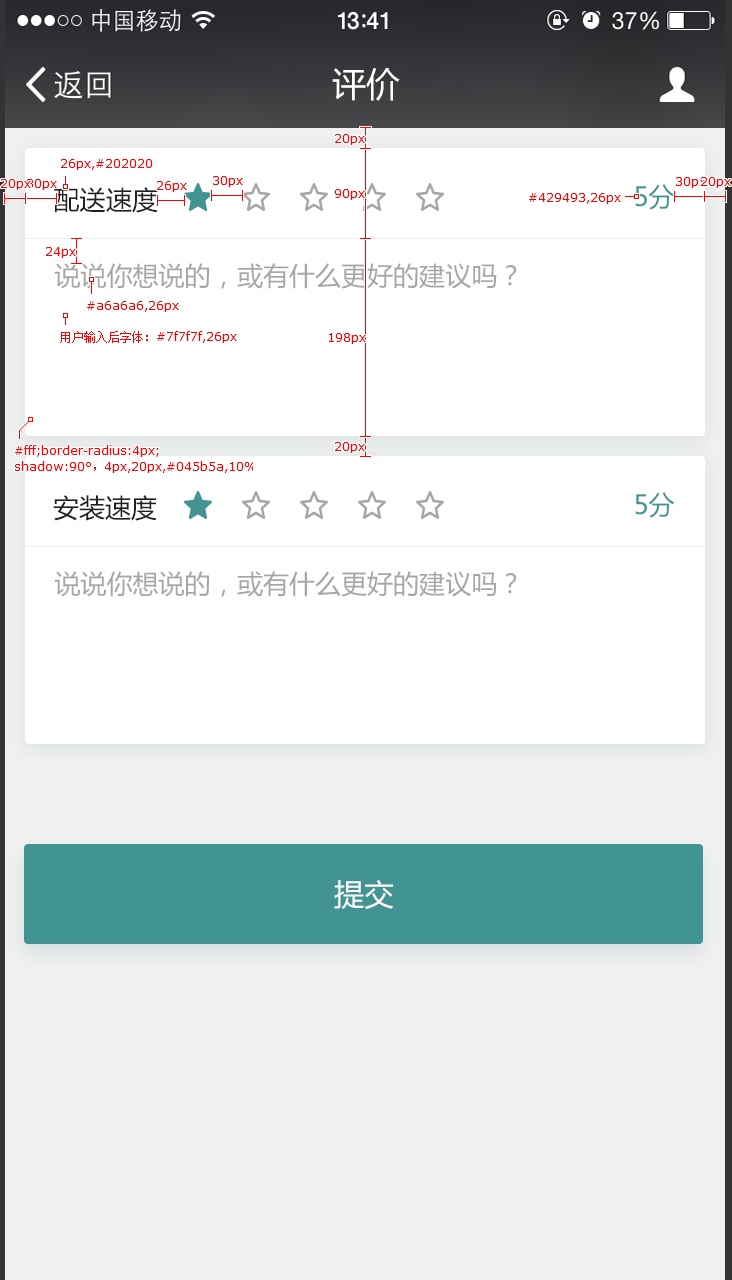 中国移动 13:41 37%
返回 评价
20px
26px,#202020
20px 30px 26px 30px 90px #429493,26px 30px 20px
配送速度 5分
24px
说说你想说的，或有什么更好的建议吗？
#a6a6a6,26px
用户输入后字体：#7f7f7f,26px 198px
20px
#fff;border-radius:4px;
shadow:90°，4px,20px,#045b5a,10%
安装速度 5分
说说你想说的，或有什么更好的建议吗？
提交